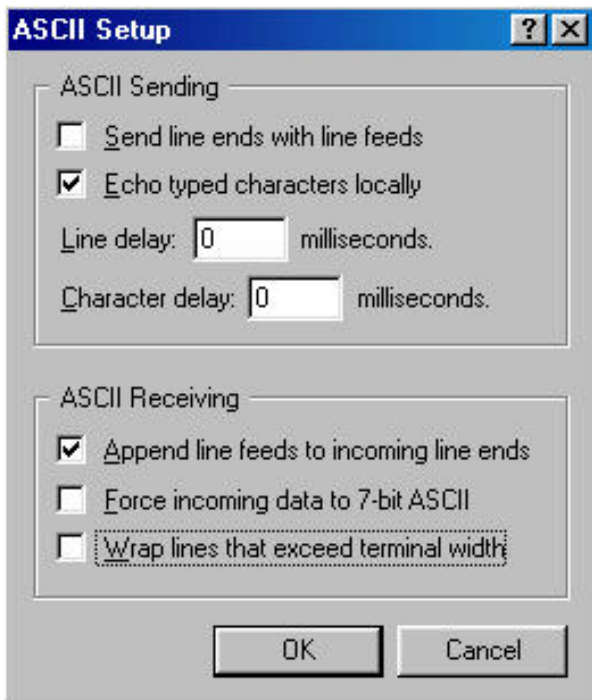 ASCII Setup
ASCII Sending
Send line ends with line feeds
Echo typed characters locally
Line delay: 0 milliseconds.
Character delay: 0 milliseconds.
ASCII Receiving
Append line feeds to incoming line ends
Force incoming data to 7-bit ASCII
Wrap lines that exceed terminal width
OK Cancel